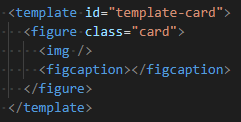 <template id="template-card">
<figure class="card">
<img />
<figcaption></figcaption>
</figure>
</template>